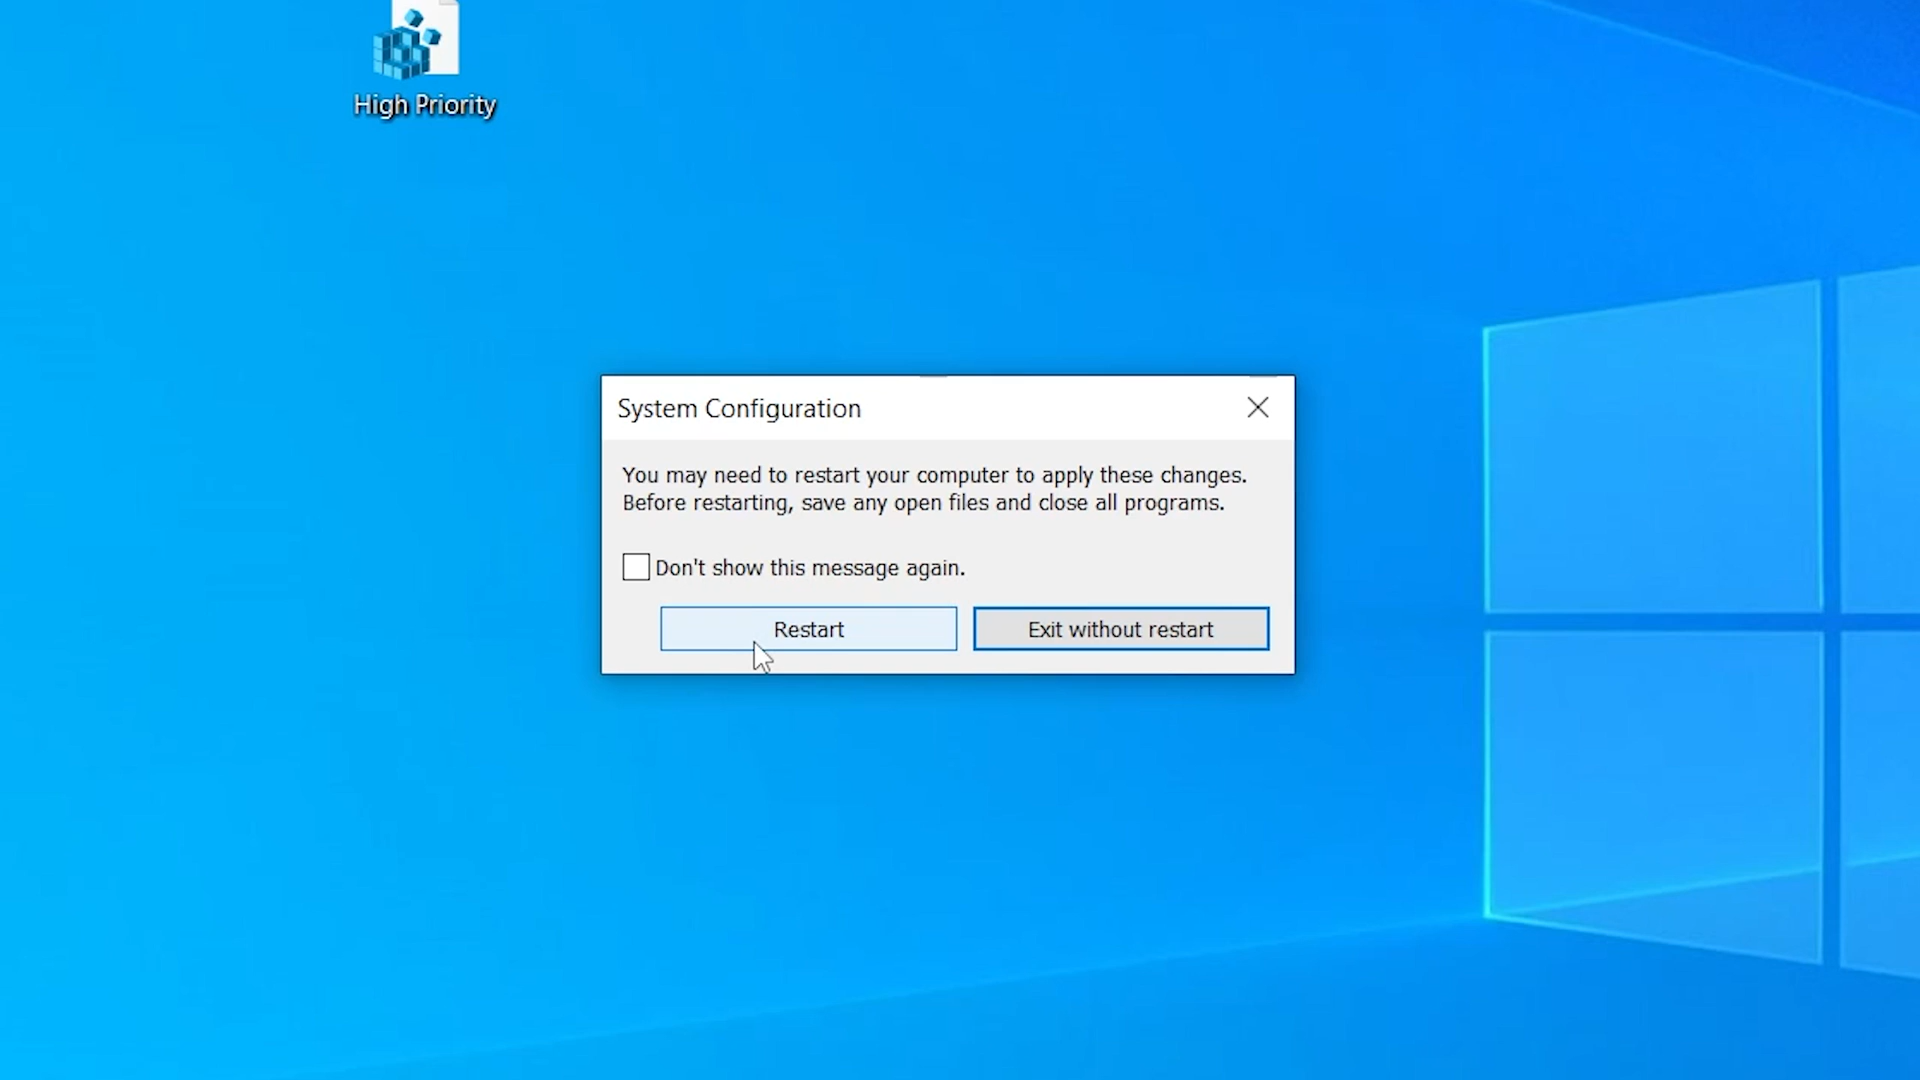 High Priority
System Configuration
You may need to restart your computer to apply these changes.
Before restarting, save any open files and close all programs.
Don't show this message again.
Restart
Exit without restart